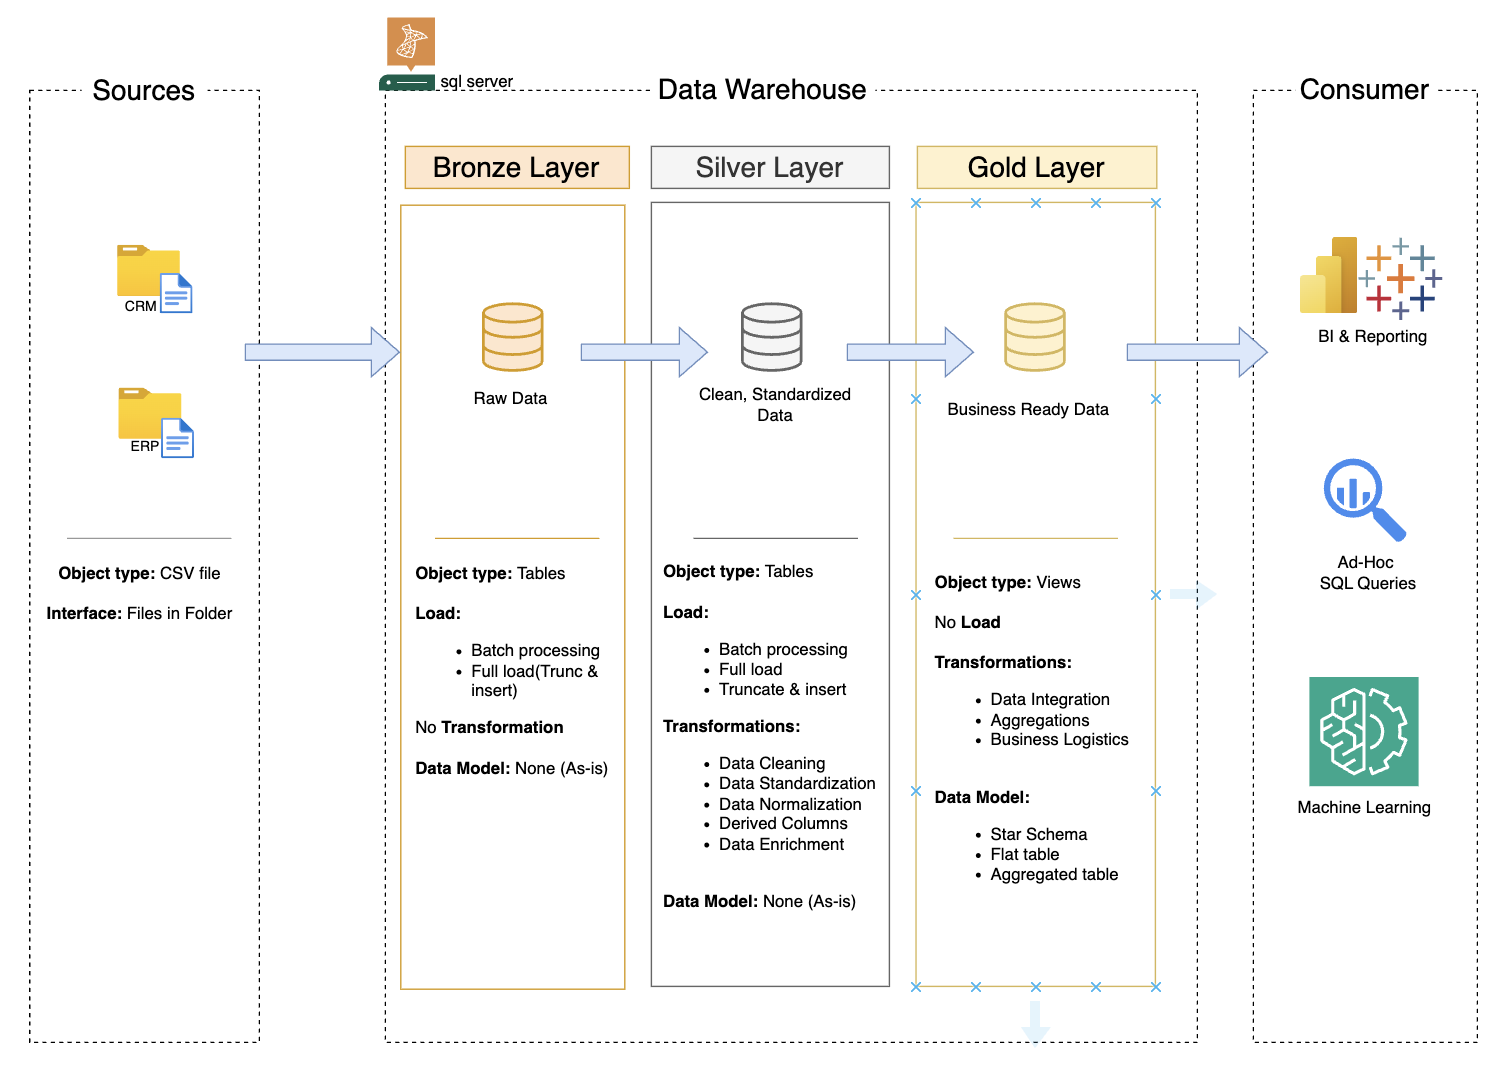 sql server
Sources
Data Warehouse
Consumer
Bronze Layer
Silver Layer
Gold Layer
CRM
ERP
Object type: CSV file
Interface: Files in Folder
Raw Data
Object type: Tables
Load:
• Batch processing
• Full load(Trunc &
insert)
No Transformation
Data Model: None (As-is)
Clean, Standardized
Data
Object type: Tables
Load:
• Batch processing
• Full load
• Truncate & insert
Transformations:
• Data Cleaning
• Data Standardization
• Data Normalization
• Derived Columns
• Data Enrichment
Data Model: None (As-is)
Business Ready Data
Object type: Views
No Load
Transformations:
• Data Integration
• Aggregations
• Business Logistics
Data Model:
• Star Schema
• Flat table
• Aggregated table
BI & Reporting
Ad-Hoc
SQL Queries
Machine Learning